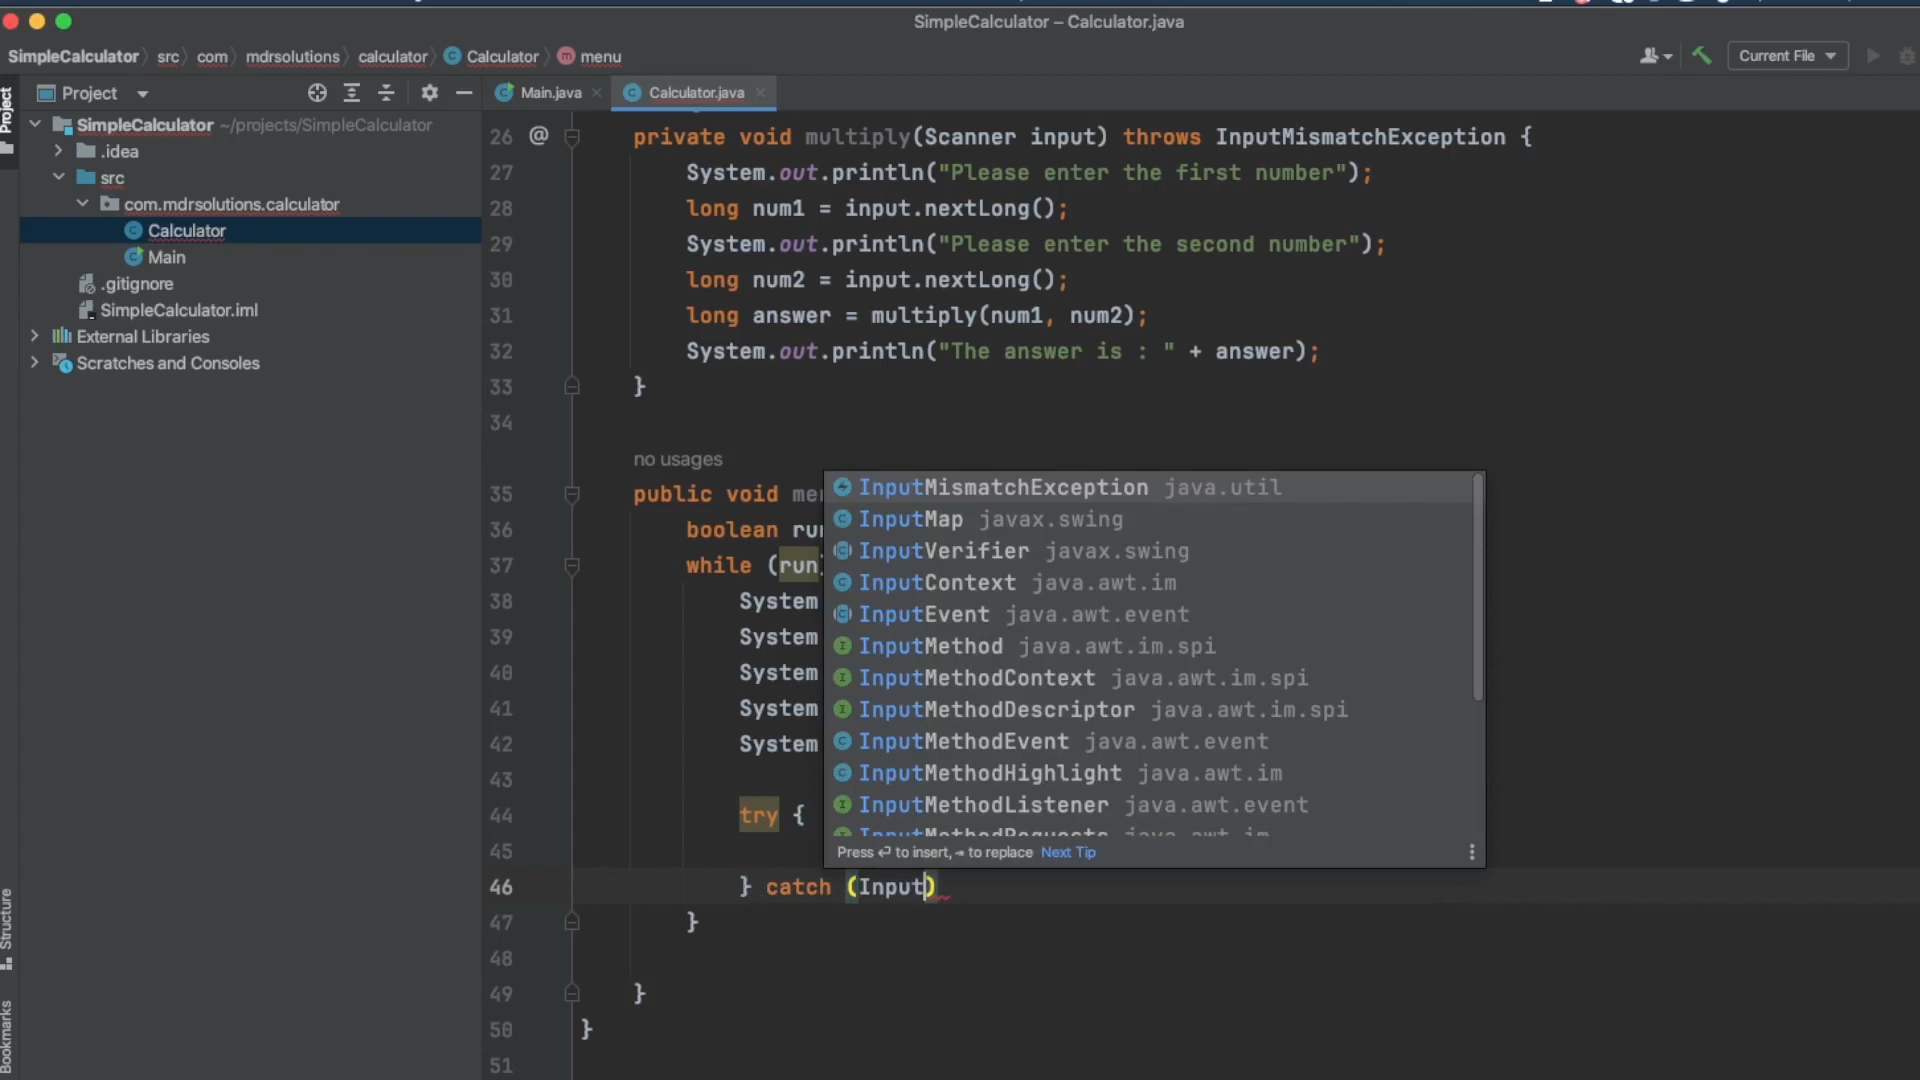 SimpleCalculator – Calculator.java
SimpleCalculator src com mdrsolutions calculator Calculator menu
Current File
Project
Main.java
Calculator.java
Project
SimpleCalculator ~/projects/SimpleCalculator
.idea
src
com.mdrsolutions.calculator
Calculator
Main
.gitignore
SimpleCalculator.iml
External Libraries
Scratches and Consoles
Structure
Bookmarks
26 @ private void multiply(Scanner input) throws InputMismatchException {
27 System.out.println("Please enter the first number");
28 long num1 = input.nextLong();
29 System.out.println("Please enter the second number");
30 long num2 = input.nextLong();
31 long answer = multiply(num1, num2);
32 System.out.println("The answer is : " + answer);
33 }
34
no usages
35 public void
36 boolean
37 while (run
38 System
39 System
40 System
41 System
42 System
43
44 try {
45
46 } catch (Input)
47 }
48
49 }
50 }
51
InputMismatchException java.util
InputMap javax.swing
InputVerifier javax.swing
InputContext java.awt.im
InputEvent java.awt.event
InputMethod java.awt.im.spi
InputMethodContext java.awt.im.spi
InputMethodDescriptor java.awt.im.spi
InputMethodEvent java.awt.event
InputMethodHighlight java.awt.im
InputMethodListener java.awt.event
InputMethodRequests java.awt.im
Press ⏎ to insert, ⇥ to replace Next Tip